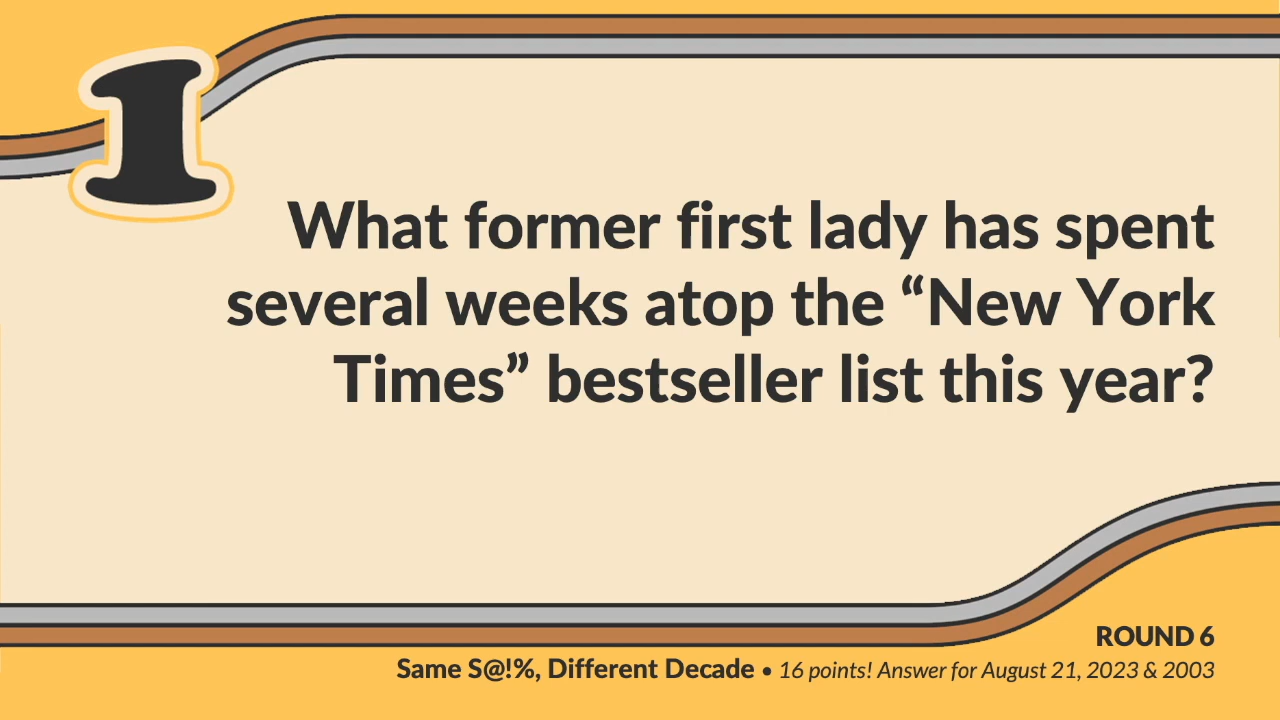 1
What former first lady has spent
several weeks atop the “New York
Times” bestseller list this year?
ROUND 6
Same S@!%, Different Decade • 16 points! Answer for August 21, 2023 & 2003